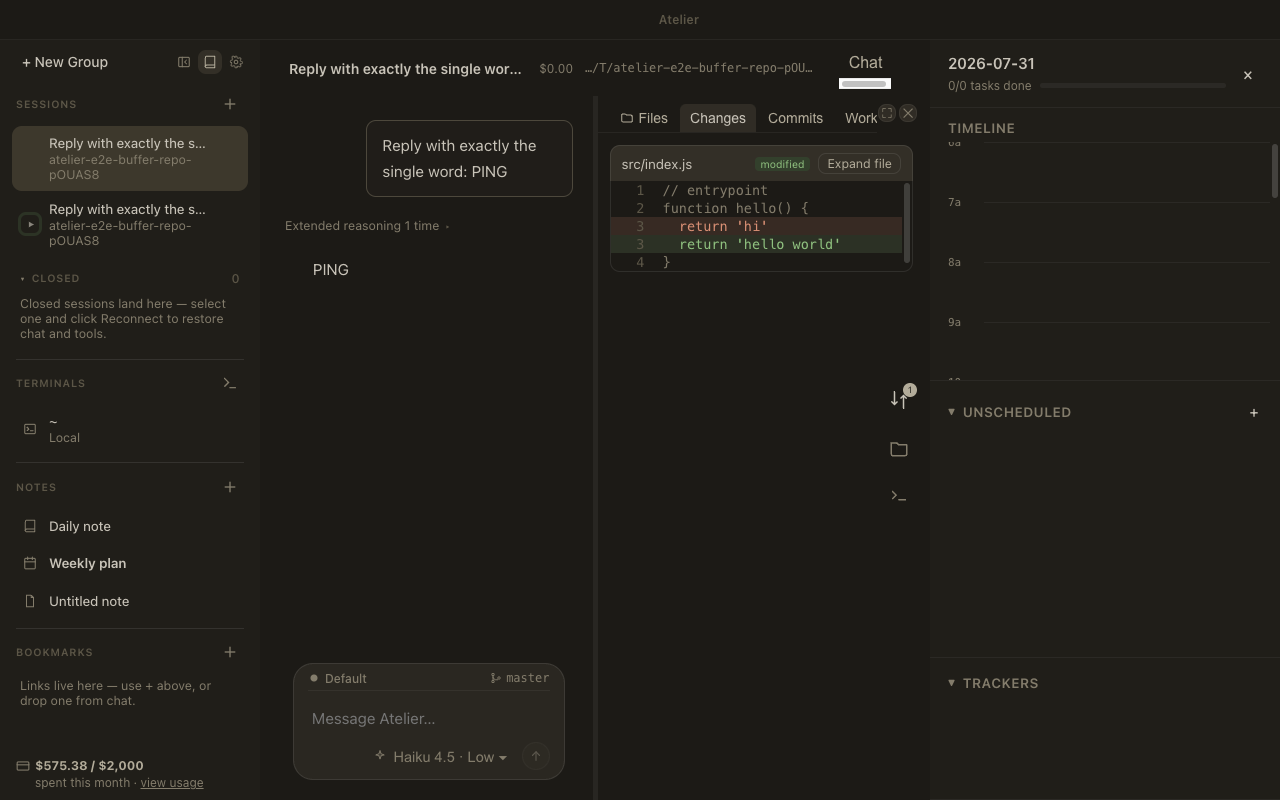 Atelier
+ New Group
SESSIONS
Reply with exactly the s...
atelier-e2e-buffer-repo-
pOUAS8
Reply with exactly the s...
atelier-e2e-buffer-repo-
pOUAS8
CLOSED 0
Closed sessions land here — select
one and click Reconnect to restore
chat and tools.
TERMINALS
~
Local
NOTES
Daily note
Weekly plan
Untitled note
BOOKMARKS
Links live here — use + above, or
drop one from chat.
$575.38 / $2,000
spent this month · view usage
Reply with exactly the single wor... $0.00 …/T/atelier-e2e-buffer-repo-pOU… Chat
Reply with exactly the
single word: PING
Extended reasoning 1 time
PING
Default master
Message Atelier...
Haiku 4.5 · Low
Files Changes Commits Work
src/index.js modified Expand file
1 // entrypoint
2 function hello() {
3 return 'hi'
3 return 'hello world'
4 }
1
2026-07-31
0/0 tasks done
TIMELINE
6a
7a
8a
9a
UNSCHEDULED +
TRACKERS